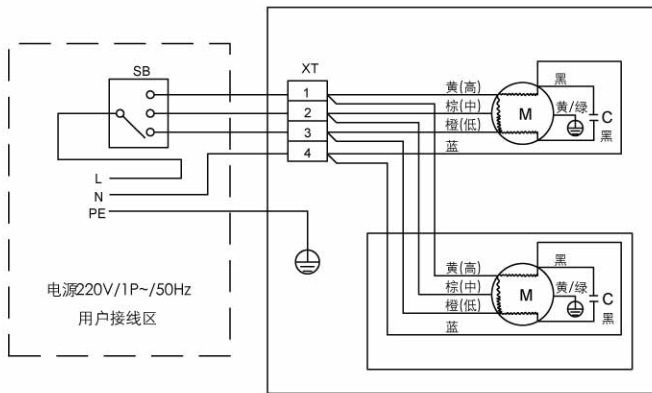 SB
XT
1
2
3
4
L
N
PE
电源220V/1P~/50Hz
用户接线区
黄(高)
棕(中)
橙(低)
蓝
M
黑
黄/绿
C
黑
黄(高)
棕(中)
橙(低)
蓝
M
黑
黄/绿
C
黑